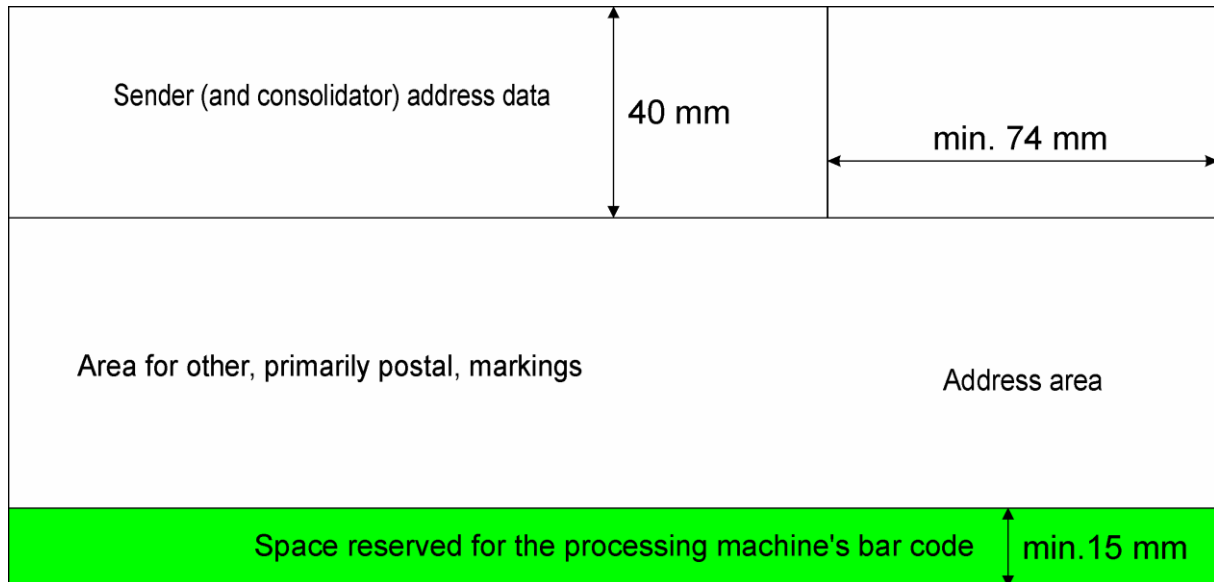 Sender (and consolidator) address data
40 mm
min. 74 mm
Area for other, primarily postal, markings
Address area
Space reserved for the processing machine's bar code
min.15 mm